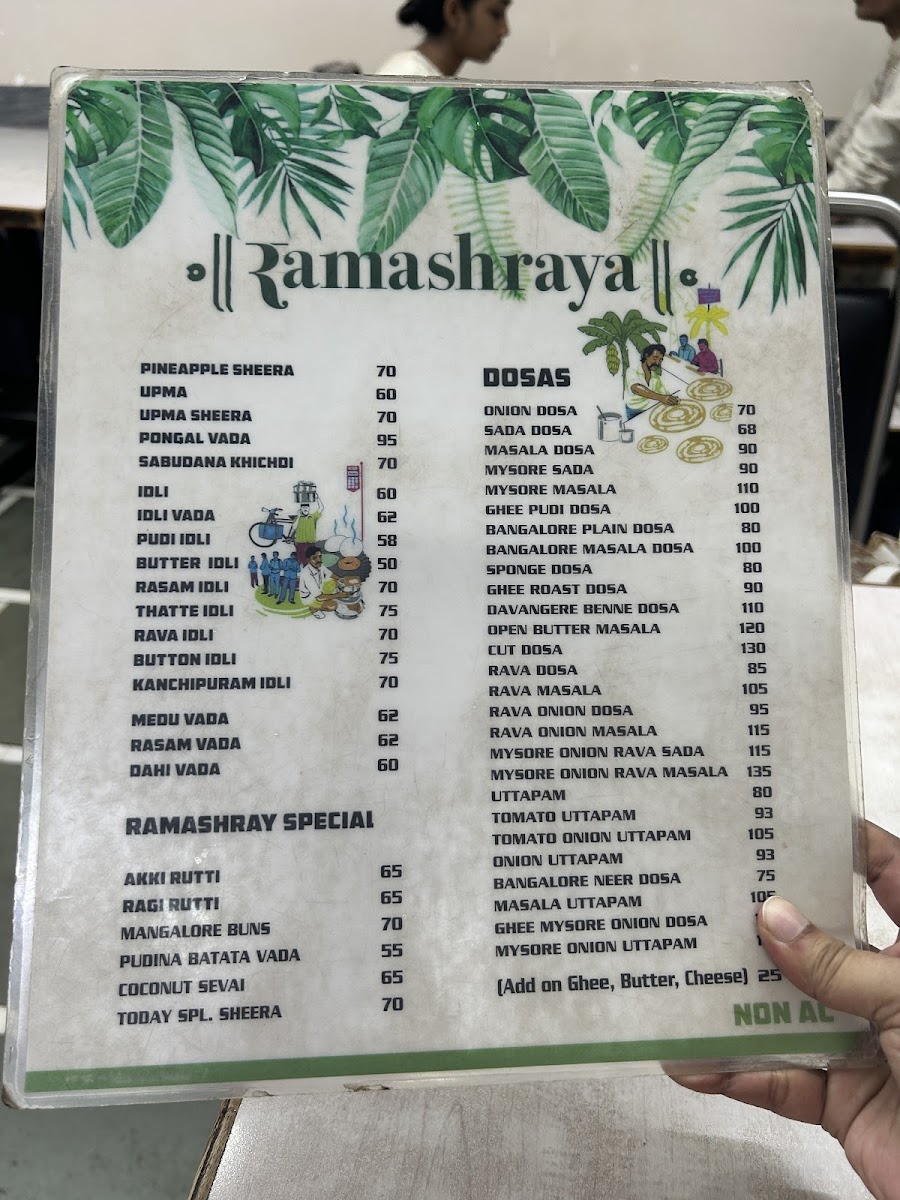 Ramashraya
PINEAPPLE SHEERA 70
UPMA 60
UPMA SHEERA 70
PONGAL VADA 95
SABUDANA KHICHDI 70
IDLI 60
IDLI VADA 62
PUDI IDLI 58
BUTTER IDLI 50
RASAM IDLI 70
THATTE IDLI 75
RAVA IDLI 70
BUTTON IDLI 75
KANCHIPURAM IDLI 70
MEDU VADA 62
RASAM VADA 62
DAHI VADA 60
RAMASHRAY SPECIAL
AKKI RUTTI 65
RAGI RUTTI 65
MANGALORE BUNS 70
PUDINA BATATA VADA 55
COCONUT SEVAI 65
TODAY SPL. SHEERA 70
DOSAS
ONION DOSA 70
SADA DOSA 68
MASALA DOSA 90
MYSORE SADA 90
MYSORE MASALA 110
GHEE PUDI DOSA 100
BANGALORE PLAIN DOSA 80
BANGALORE MASALA DOSA 100
SPONGE DOSA 80
GHEE ROAST DOSA 90
DAVANGERE BENNE DOSA 110
OPEN BUTTER MASALA 120
CUT DOSA 130
RAVA DOSA 85
RAVA MASALA 105
RAVA ONION DOSA 95
RAVA ONION MASALA 115
MYSORE ONION RAVA SADA 115
MYSORE ONION RAVA MASALA 135
UTTAPAM 80
TOMATO UTTAPAM 93
TOMATO ONION UTTAPAM 105
ONION UTTAPAM 93
BANGALORE NEER DOSA 75
MASALA UTTAPAM 105
GHEE MYSORE ONION DOSA
MYSORE ONION UTTAPAM
(Add on Ghee, Butter, Cheese) 25
NON AC